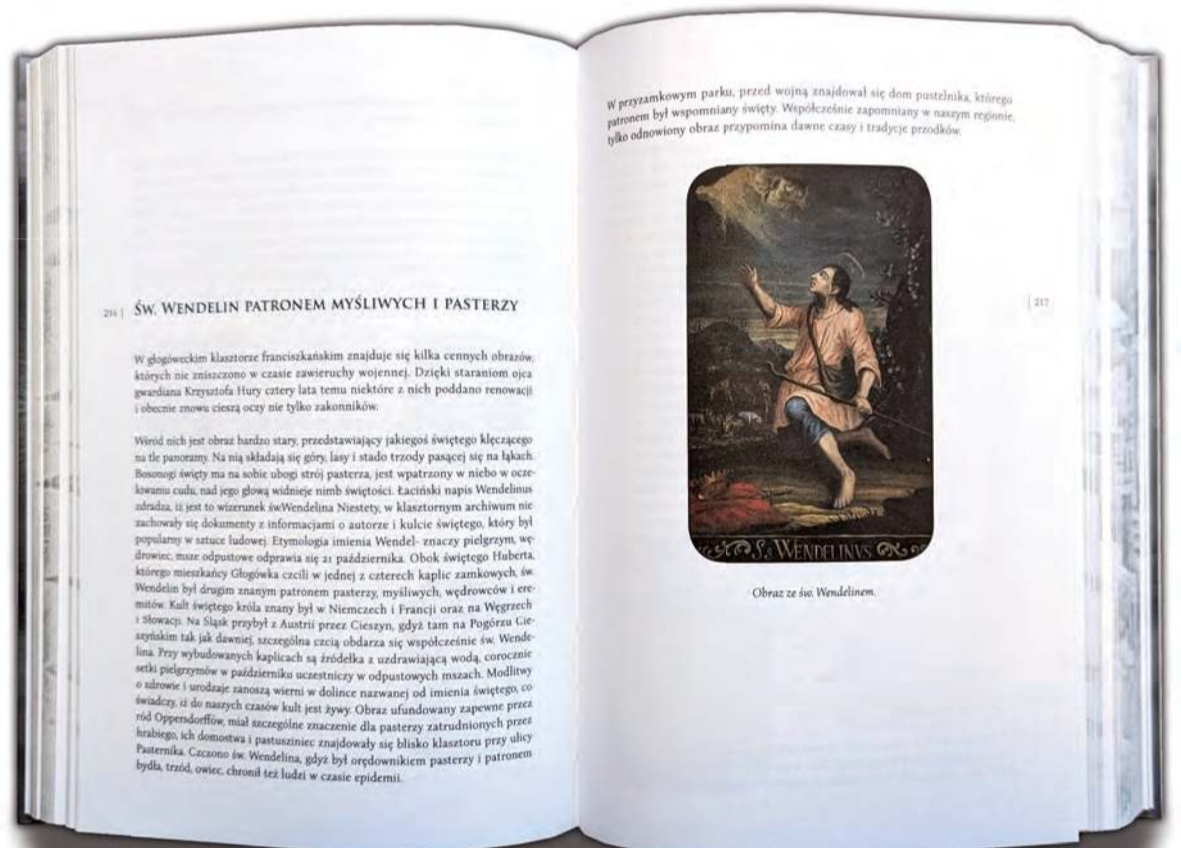 216 |
ŚW. WENDELIN PATRONEM MYŚLIWYCH I PASTERZY
W głogóweckim klasztorze franciszkańskim znajduje się kilka cennych obrazów,
których nie zniszczono w czasie zawieruchy wojennej. Dzięki staraniom ojca
gwardiana Krzysztofa Hury cztery lata temu niektóre z nich poddano renowacji
i obecnie znowu cieszą oczy nie tylko zakonników.
Wśród nich jest obraz bardzo stary, przedstawiający jakiegoś świętego klęczącego
na tle panoramy. Na nią składają się góry, lasy i stado trzody pasącej się na łąkach.
Bosonogi święty ma na sobie ubogi strój pasterza, jest wpatrzony w niebo w ocze-
kiwaniu cudu, nad jego głową widnieje nimb świętości. Łaciński napis Wendelinus
zdradza, iż jest to wizerunek św.Wendelina Niestety, w klasztornym archiwum nie
zachowały się dokumenty z informacjami o autorze i kulcie świętego, który był
popularny w sztuce ludowej. Etymologia imienia Wendel- znaczy pielgrzym, wę-
drowiec, msze odpustowe odprawia się 21 października. Obok świętego Huberta,
którego mieszkańcy Głogówka czcili w jednej z czterech kaplic zamkowych, św.
Wendelin był drugim znanym patronem pasterzy, myśliwych, wędrowców i ere-
mitów. Kult świętego króla znany był w Niemczech i Francji oraz na Węgrzech
i Słowacji. Na Śląsk przybył z Austrii przez Cieszyn, gdyż tam na Pogórzu Cie-
szyńskim tak jak dawniej, szczególną czcią obdarza się współcześnie św. Wende-
lina. Przy wybudowanych kaplicach są źródełka z uzdrawiającą wodą, corocznie
setki pielgrzymów w październiku uczestniczy w odpustowych mszach. Modlitwy
o zdrowie i urodzaje zanoszą wierni w dolince nazwanej od imienia świętego, co
świadczy, iż do naszych czasów kult jest żywy. Obraz ufundowany zapewne przez
ród Oppersdorffów, miał szczególne znaczenie dla pasterzy zatrudnionych przez
hrabiego, ich domostwa i pastuszniec znajdowały się blisko klasztoru przy ulicy
Pasternika. Czczono św. Wendelina, gdyż był orędownikiem pasterzy i patronem
bydła, trzód, owiec, chronił też ludzi w czasie epidemii.
W przyzamkowym parku, przed wojną znajdował się dom pustelnika, którego
patronem był wspomniany święty. Współcześnie zapomniany w naszym regionie,
tylko odnowiony obraz przypomina dawne czasy i tradycje przodków.
| 217
S. WENDELINVS
Obraz ze św. Wendelinem.